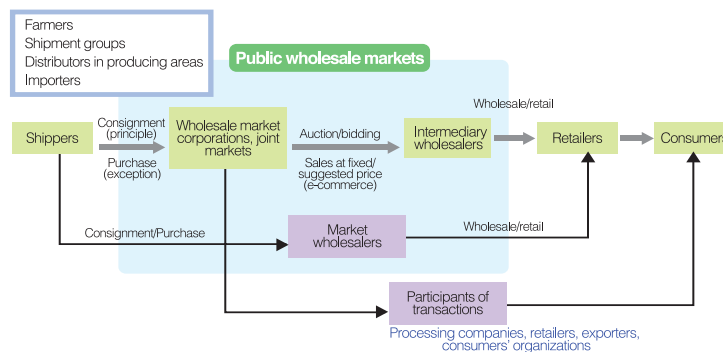 Farmers
Shipment groups
Distributors in producing areas
Importers
Public wholesale markets
Shippers
Consignment
(principle)
Purchase
(exception)
Wholesale market
corporations, joint
markets
Auction/bidding
Sales at fixed/
suggested price
(e-commerce)
Intermediary
wholesalers
Wholesale/retail
Retailers
Consumers
Consignment/Purchase
Market
wholesalers
Wholesale/retail
Participants of
transactions
Processing companies, retailers, exporters,
consumers' organizations